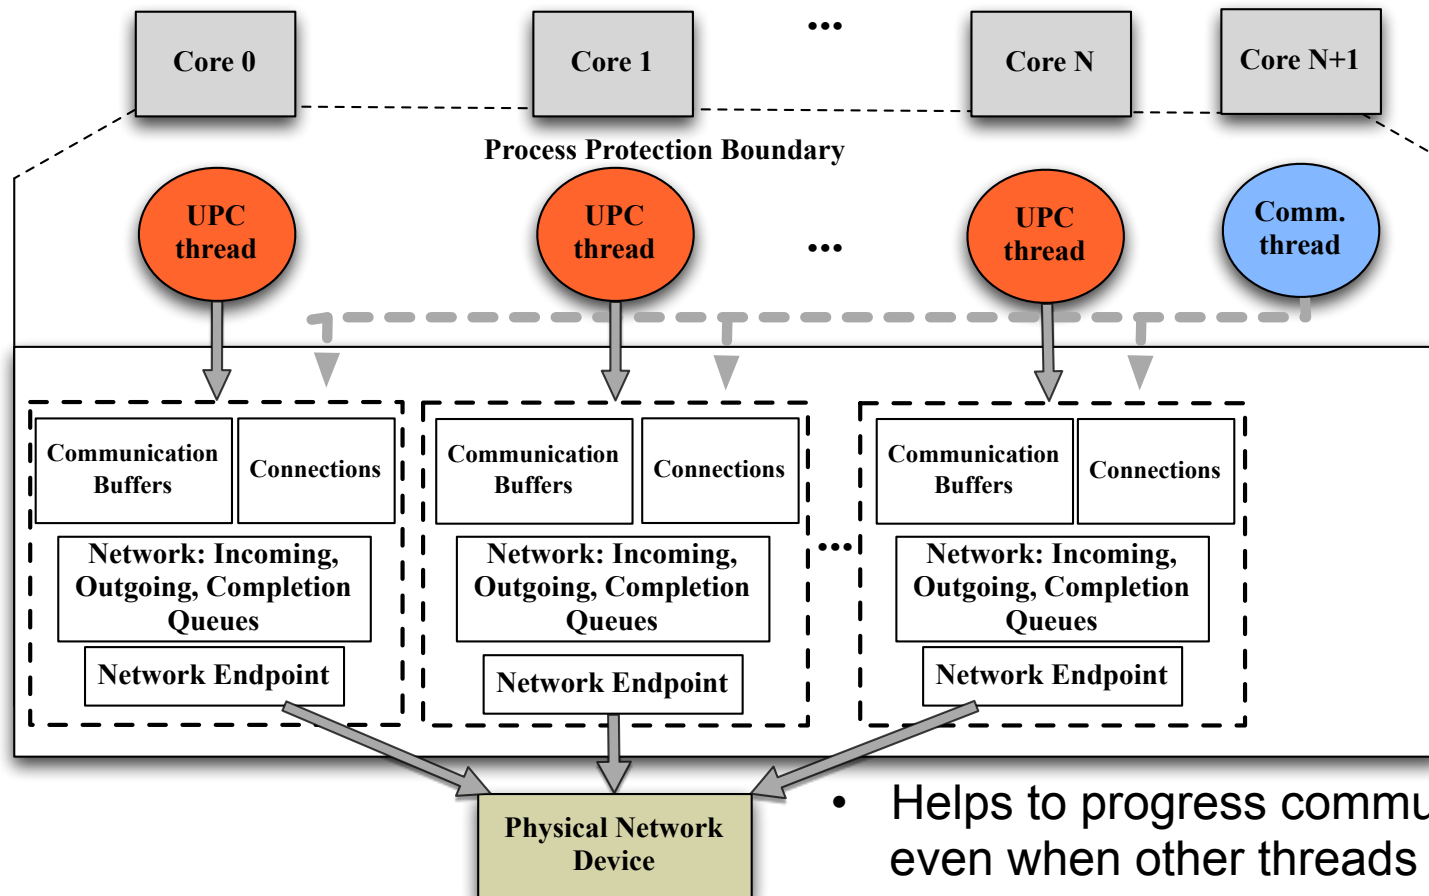 ...
Core 0
Core 1
Core N
Core N+1
Process Protection Boundary
UPC
thread
UPC
thread
...
UPC
thread
Comm.
thread
Communication
Buffers
Connections
Network: Incoming,
Outgoing, Completion
Queues
Network Endpoint
Communication
Buffers
Connections
Network: Incoming,
Outgoing, Completion
Queues
Network Endpoint
...
Communication
Buffers
Connections
Network: Incoming,
Outgoing, Completion
Queues
Network Endpoint
Physical Network
Device
• Helps to progress commu
even when other threads